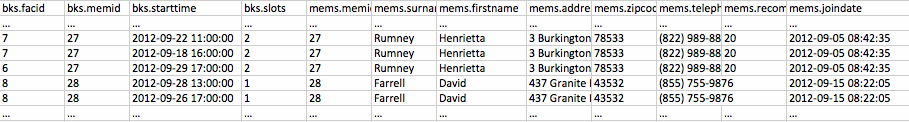 bks.facid bks.memid bks.starttime bks.slots mems.memid mems.surna mems.firstname mems.addre mems.zipcod mems.teleph mems.recom mems.joindate
… … … … … … … … … … … …
7 27 2012-09-22 11:00:00 2 27 Rumney Henrietta 3 Burkington 78533 (822) 989-88 20 2012-09-05 08:42:35
7 27 2012-09-18 16:00:00 2 27 Rumney Henrietta 3 Burkington 78533 (822) 989-88 20 2012-09-05 08:42:35
6 27 2012-09-29 17:00:00 2 27 Rumney Henrietta 3 Burkington 78533 (822) 989-88 20 2012-09-05 08:42:35
8 28 2012-09-28 13:00:00 1 28 Farrell David 437 Granite 43532 (855) 755-9876 2012-09-15 08:22:05
8 28 2012-09-26 17:00:00 1 28 Farrell David 437 Granite 43532 (855) 755-9876 2012-09-15 08:22:05
… … … … … … … … … … … …